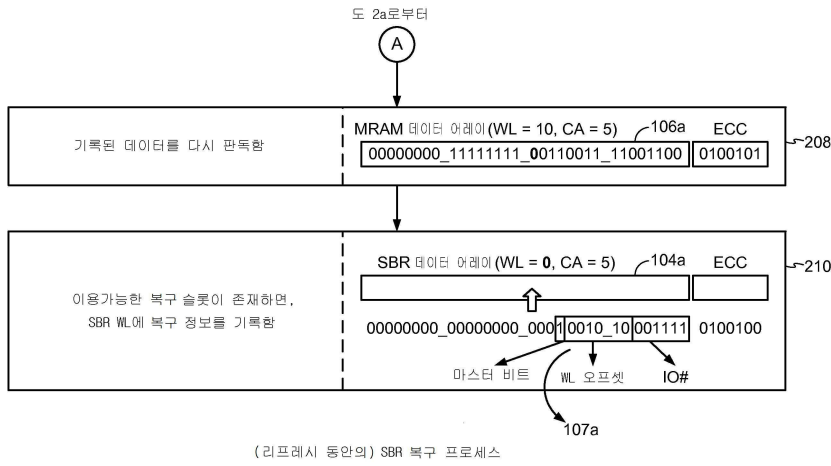 도 2a로부터
A
기록된 데이터를 다시 판독함
MRAM 데이터 어레이(WL = 10, CA = 5)
106a
ECC
00000000_11111111_00110011_11001100
0100101
208
이용가능한 복구 슬롯이 존재하면,
SBR WL에 복구 정보를 기록함
SBR 데이터 어레이(WL = 0, CA = 5)
104a
ECC
210
00000000_00000000_00010010_10001111 0100100
마스터 비트
WL 오프셋
IO#
107a
(리프레시 동안의) SBR 복구 프로세스